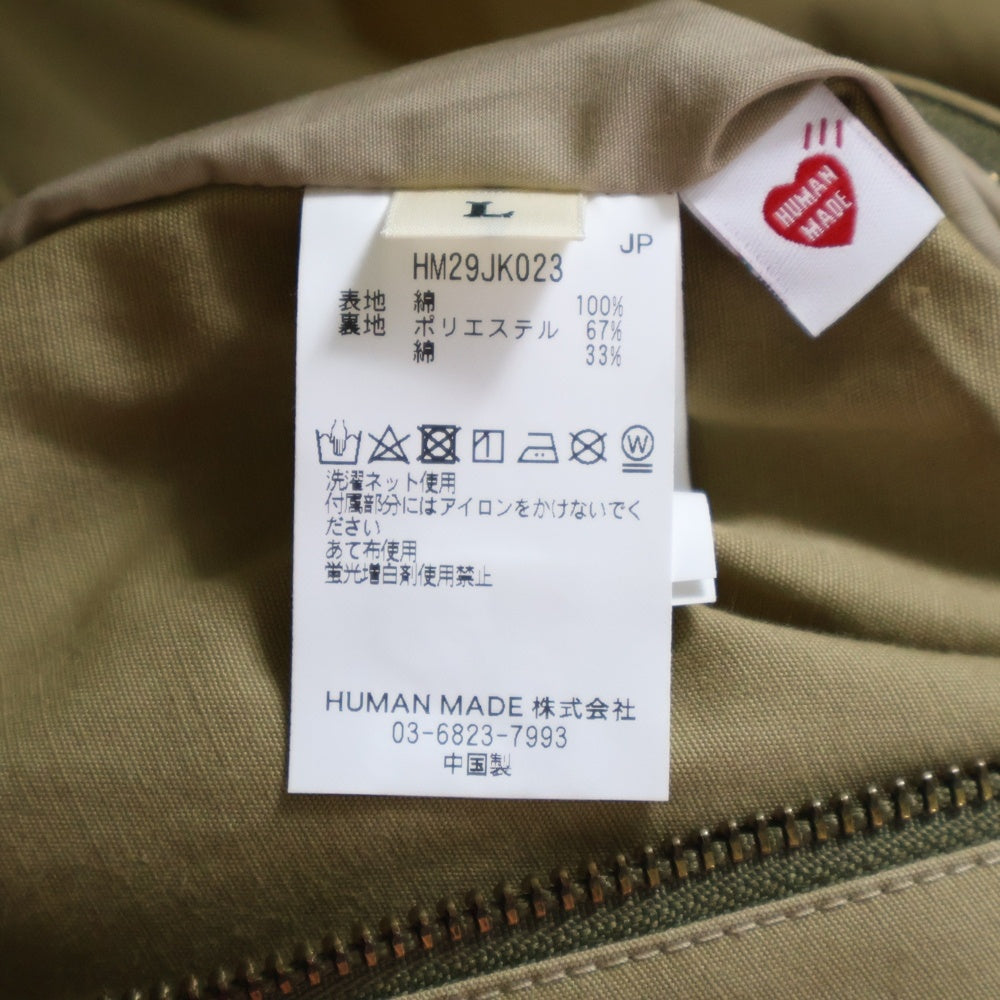 L
JP
HUMAN
MADE
HM29JK023
表地 綿 100%
裏地 ポリエステル 67%
綿 33%
W
洗濯ネット使用
付属部分にはアイロンをかけないでく
ださい
あて布使用
蛍光増白剤使用禁止
HUMAN MADE 株式会社
03-6823-7993
中国製